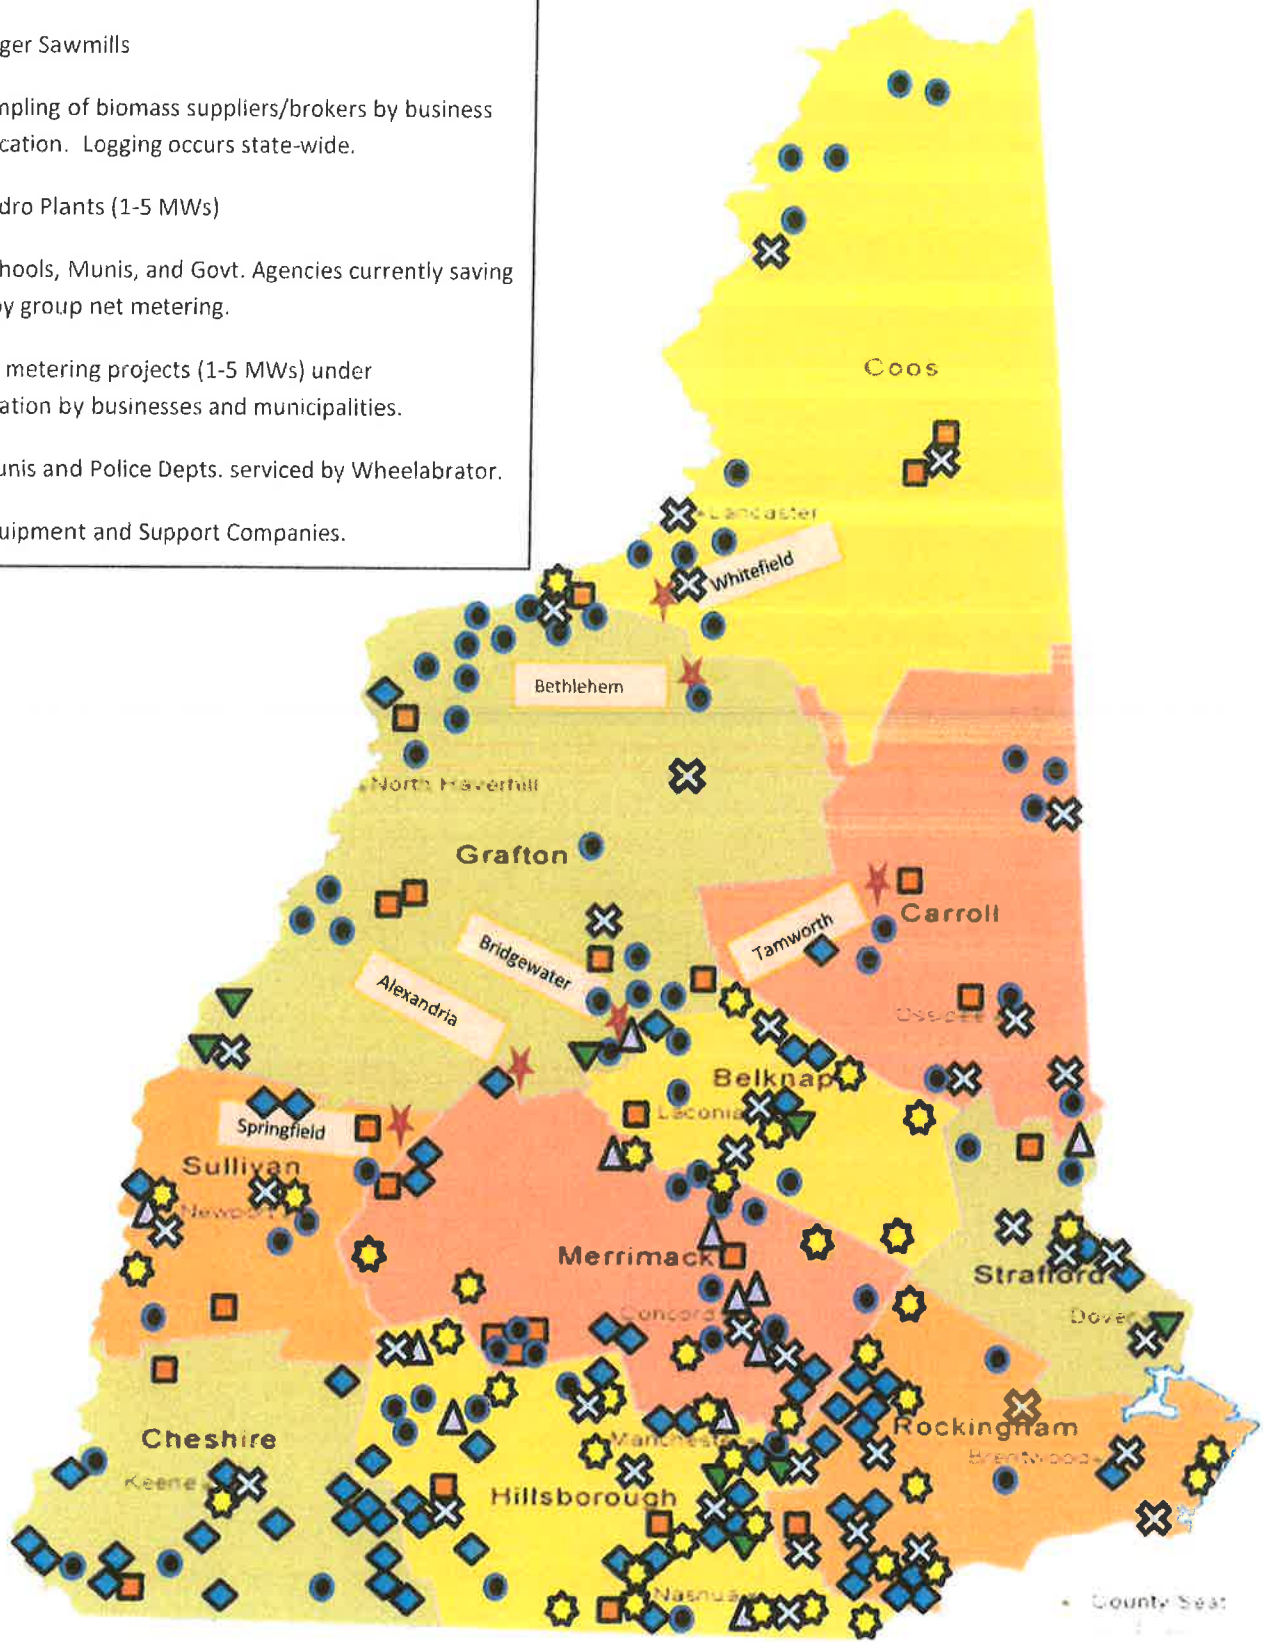 ger Sawmills
npling of biomass suppliers/brokers by business
cation. Logging occurs state-wide.
dro Plants (1-5 MWs)
hools, Munis, and Govt. Agencies currently saving
by group net metering.
metering projects (1-5 MWs) under
ation by businesses and municipalities.
unis and Police Depts. serviced by Wheelabrator.
uipment and Support Companies.
Coos
Lancaster
Whitefield
Bethlehem
North Haverhill
Grafton
Carroll
Tamworth
Bridgewater
Alexandria
Ossipee
Belknap
Laconia
Springfield
Sullivan
Newport
Merrimack
Strafford
Concord
Dover
Rockingham
Cheshire
Manchester
Brentwood
Keene
Hillsborough
Nashua
County Seat